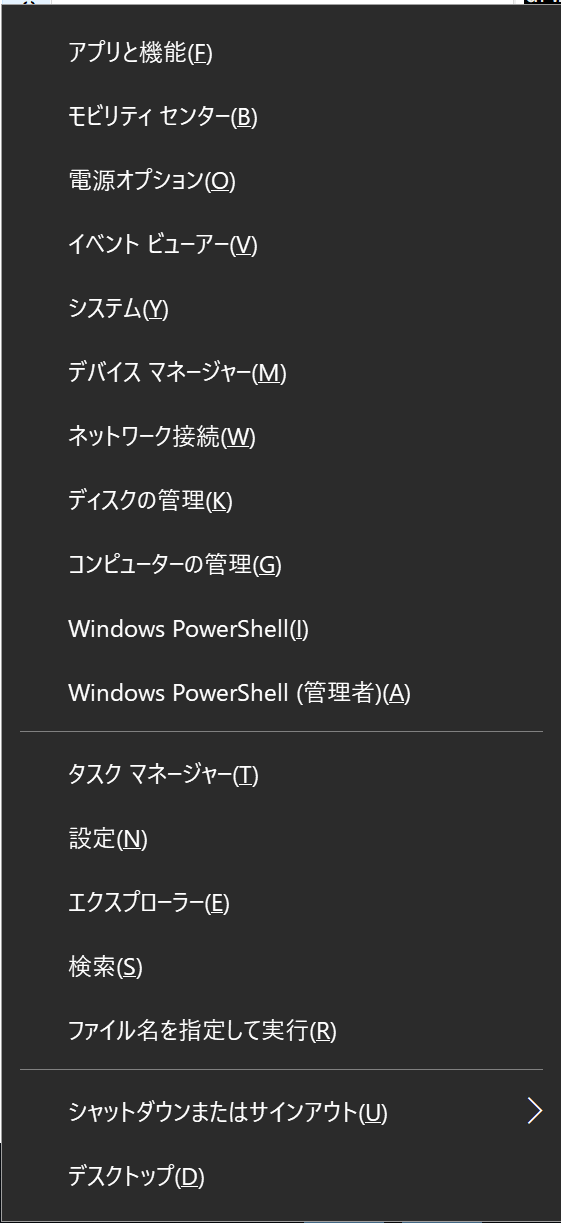 アプリと機能(F)
モビリティ センター(B)
電源オプション(O)
イベント ビューアー(V)
システム(Y)
デバイス マネージャー(M)
ネットワーク接続(W)
ディスクの管理(K)
コンピューターの管理(G)
Windows PowerShell(I)
Windows PowerShell (管理者)(A)
タスク マネージャー(T)
設定(N)
エクスプローラー(E)
検索(S)
ファイル名を指定して実行(R)
シャットダウンまたはサインアウト(U)
デスクトップ(D)